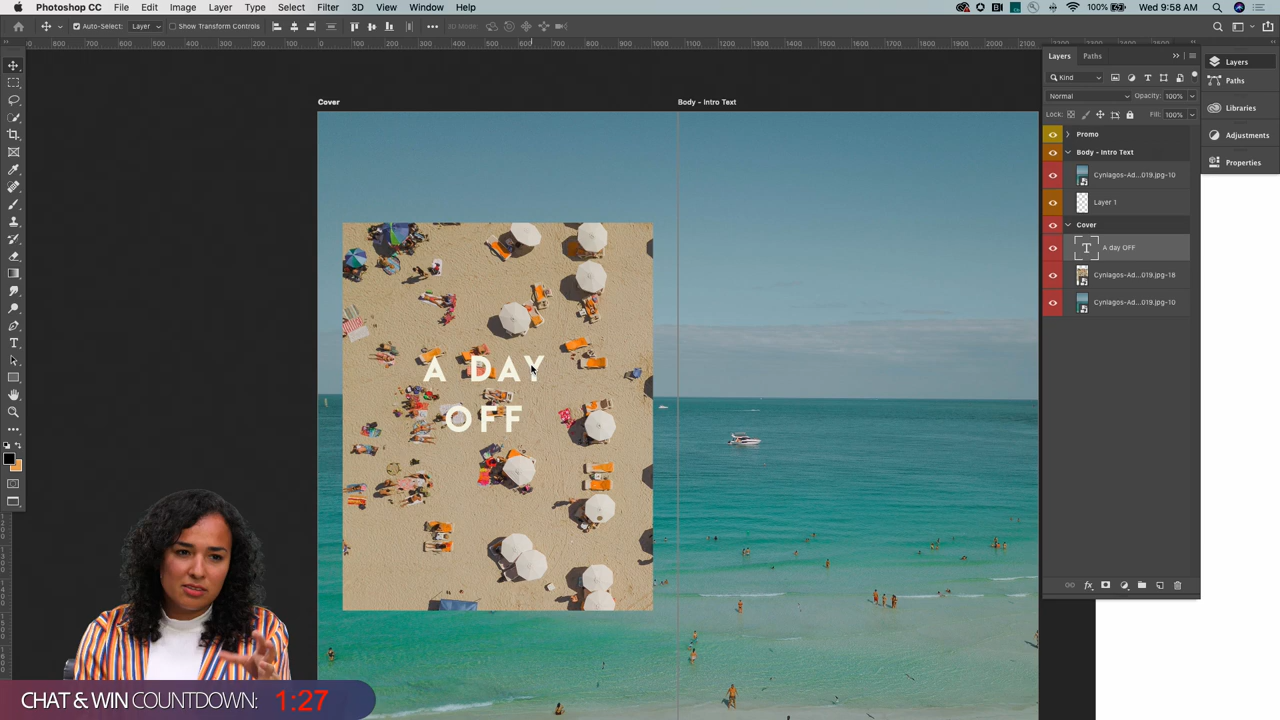 Photoshop CC File Edit Image Layer Type Select Filter 3D View Window Help 100% Wed 9:58 AM
Auto-Select: Layer Show Transform Controls 3D Mode:
Layers Paths
Kind
Normal Opacity: 100%
Lock: Fill: 100%
Promo
Body - Intro Text
Cyniagos-Ad...019.jpg-10
Layer 1
Cover
A day OFF
Cyniagos-Ad...019.jpg-18
Cyniagos-Ad...019.jpg-10
Layers
Paths
Libraries
Adjustments
Properties
Cover Body - Intro Text
A DAY
OFF
CHAT & WIN COUNTDOWN: 1:27